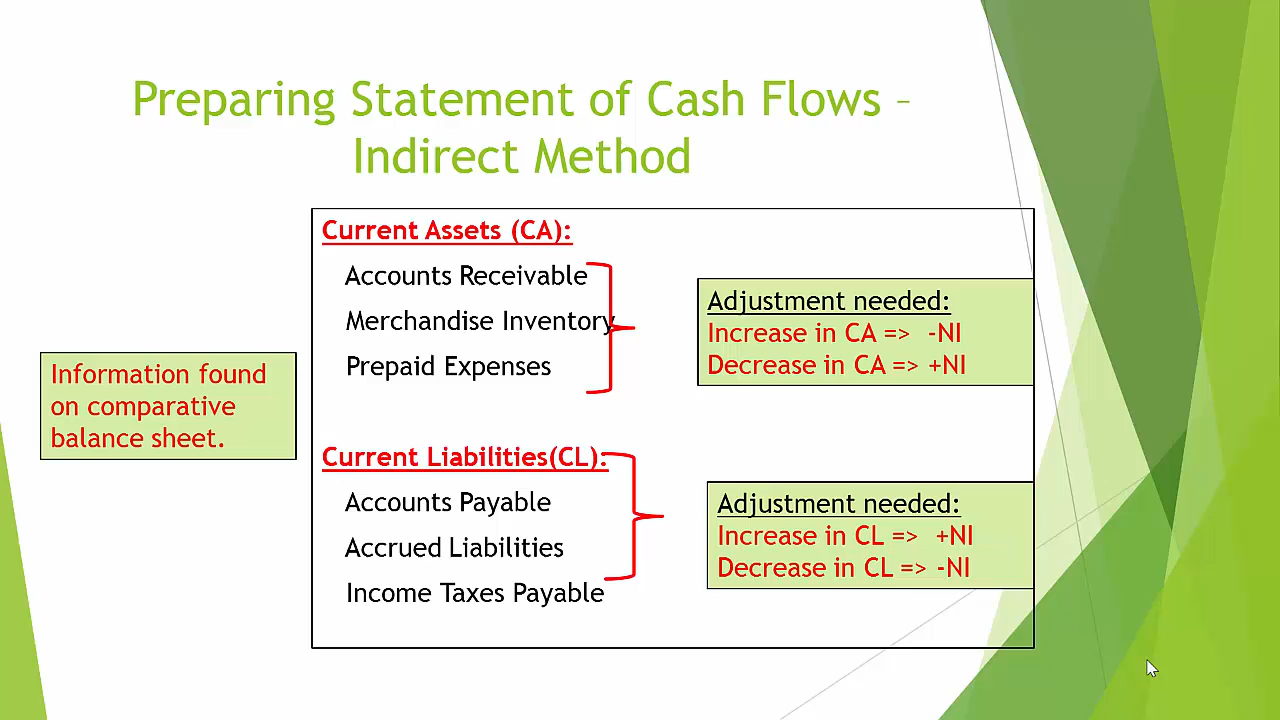 Preparing Statement of Cash Flows –
Indirect Method
Current Assets (CA):
Accounts Receivable
Merchandise Inventory
Prepaid Expenses
Adjustment needed:
Increase in CA => -NI
Decrease in CA => +NI
Information found
on comparative
balance sheet.
Current Liabilities(CL):
Accounts Payable
Accrued Liabilities
Income Taxes Payable
Adjustment needed:
Increase in CL => +NI
Decrease in CL => -NI